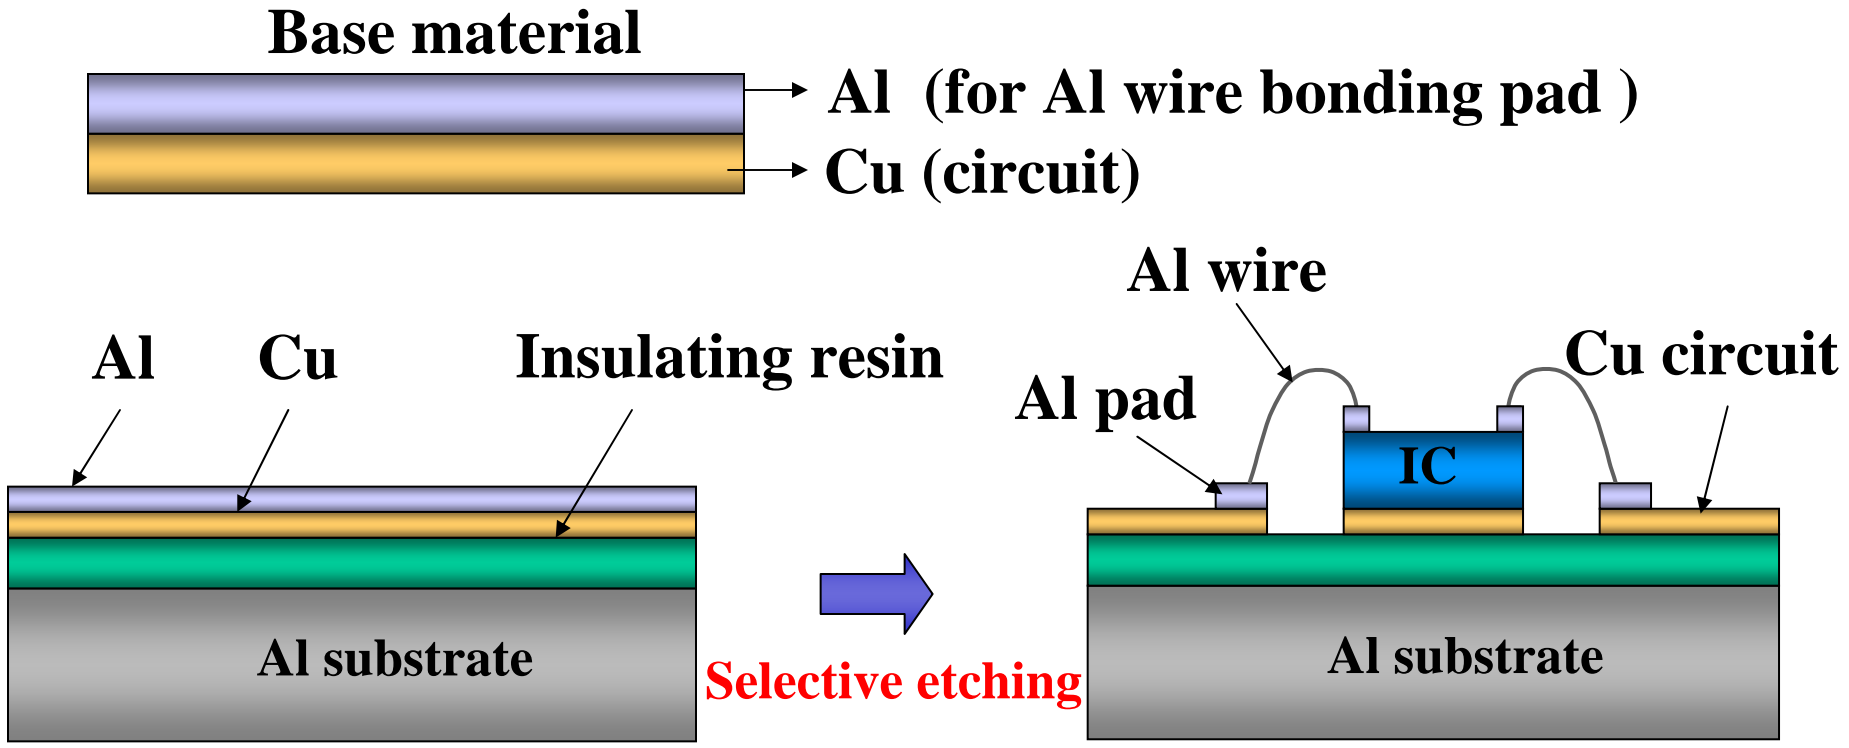 Base material
Al (for Al wire bonding pad )
Cu (circuit)
Al wire
Al
Cu
Insulating resin
Al pad
Cu circuit
IC
Al substrate
Selective etching
Al substrate